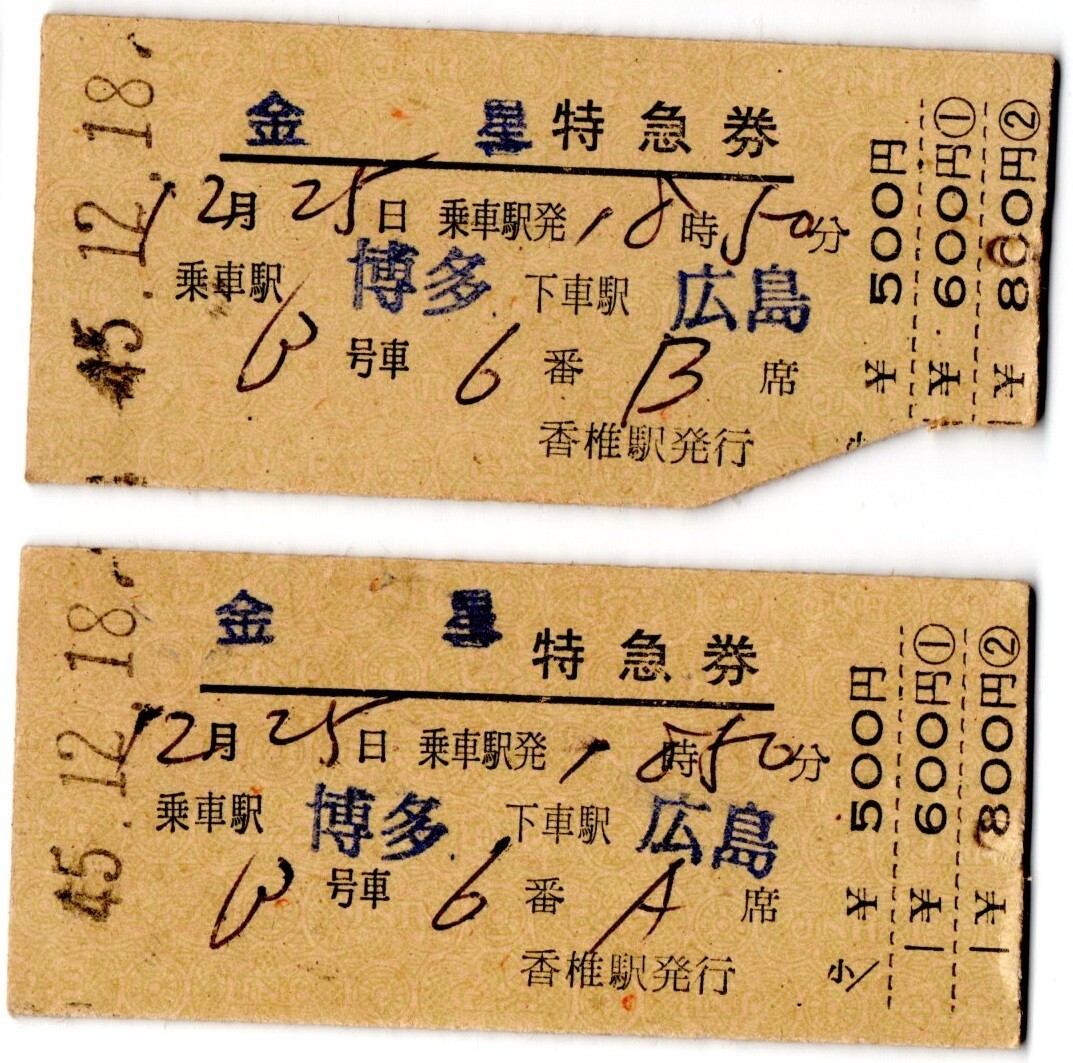 45.12.18
金星特急券
12月25日 乗車駅発18時50分
乗車駅 博多 下車駅 広島
号車 6番 B席
香椎駅発行
500円 ¥
600円① ¥
800円② ¥
45.12.18
金星特急券
12月25日 乗車駅発18時50分
乗車駅 博多 下車駅 広島
号車 6番 A席
香椎駅発行
小/ ¥ 500円
¥ 600円①
¥ 800円②